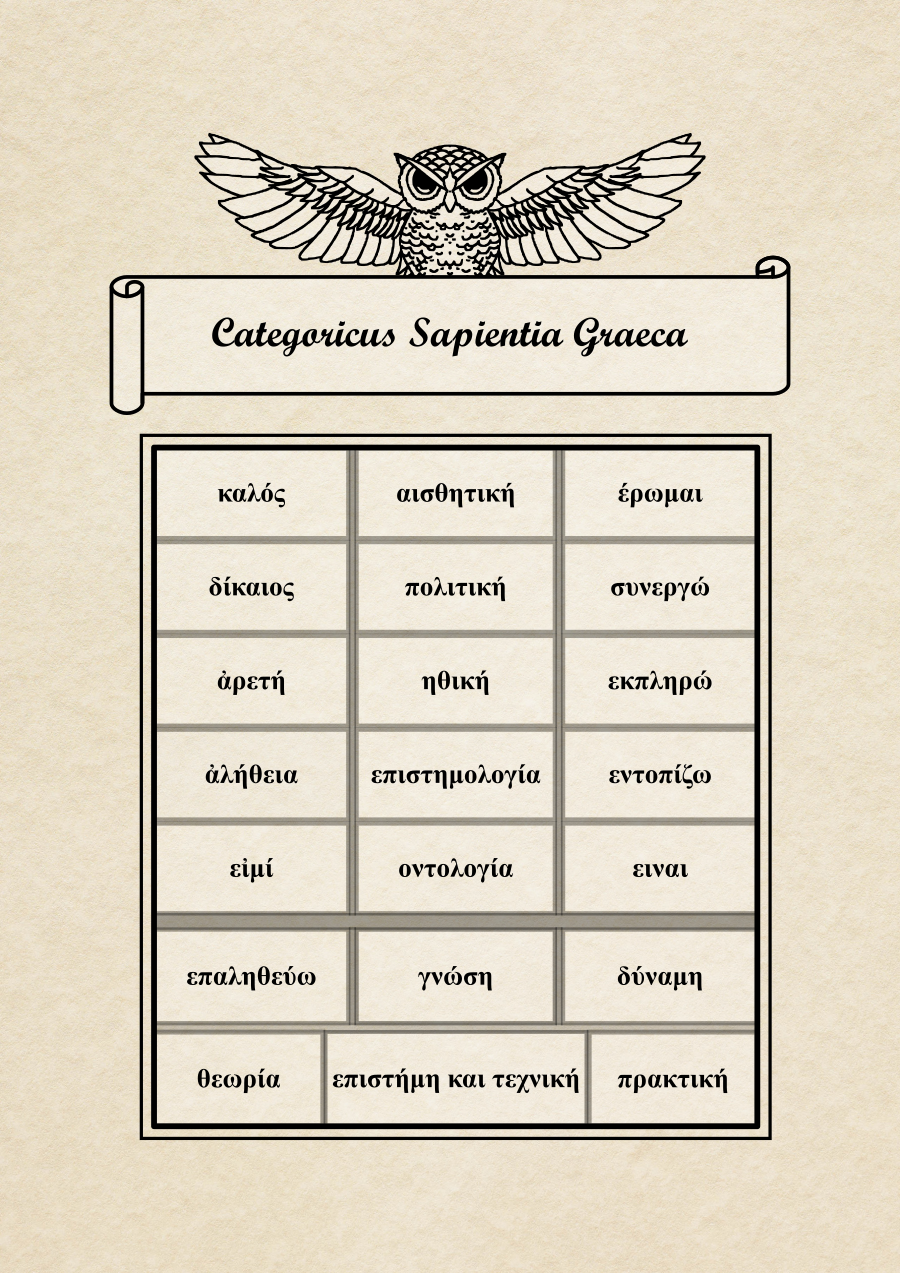 Categoricus Sapientia Graeca
καλός αισθητική έρωμαι
δίκαιος πολιτική συνεργώ
ἀρετή ηθική εκπληρώ
ἀλήθεια επιστημολογία εντοπίζω
εἰμί οντολογία ειναι
επαληθεύω γνώση δύναμη
θεωρία επιστήμη και τεχνική πρακτική